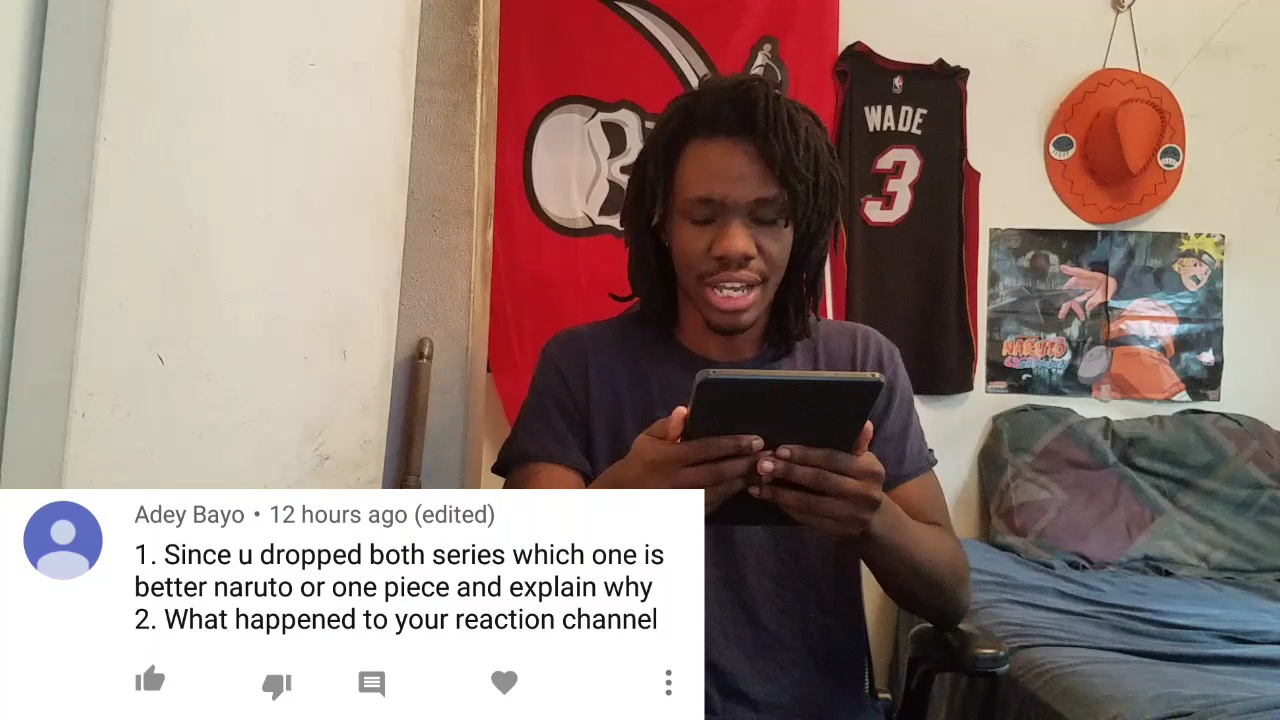 WADE
3
NARUTO
Adey Bayo • 12 hours ago (edited)
1. Since u dropped both series which one is
better naruto or one piece and explain why
2. What happened to your reaction channel